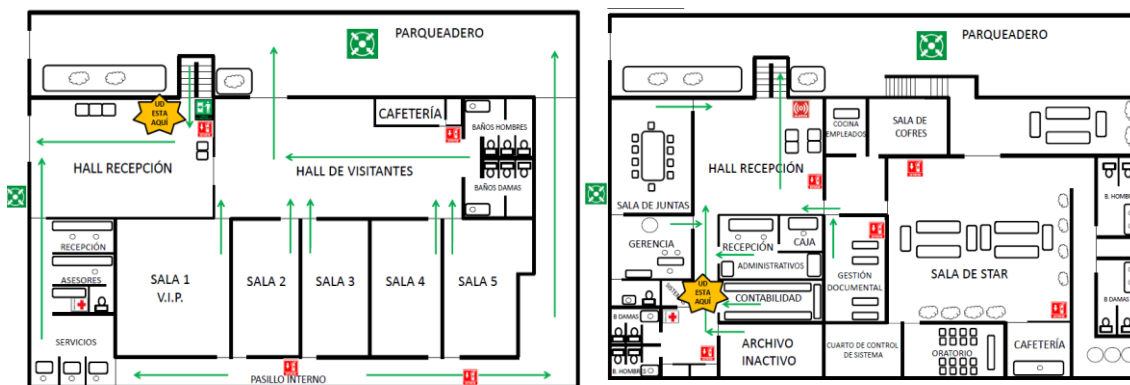 PARQUEADERO
UD
ESTA
AQUÍ
CAFETERÍA
BAÑOS HOMBRES
HALL RECEPCIÓN
HALL DE VISITANTES
BAÑOS DAMAS
RECEPCIÓN
ASESORES
SALA 1
V.I.P.
SALA 2
SALA 3
SALA 4
SALA 5
SERVICIOS
PASILLO INTERNO
PARQUEADERO
COCINA
EMPLEADOS
SALA DE
COFRES
HALL RECEPCIÓN
SALA DE JUNTAS
B. HOMBR
GERENCIA
RECEPCIÓN
CAJA
ADMINISTRATIVOS
GESTIÓN
DOCUMENTAL
SALA DE STAR
UD
ESTA
AQUÍ
CONTABILIDAD
B DAMAS
B DAMAS
ARCHIVO
INACTIVO
CUARTO DE CONTROL
DE SISTEMA
ORATORIO
CAFETERÍA
B. HOMBRES